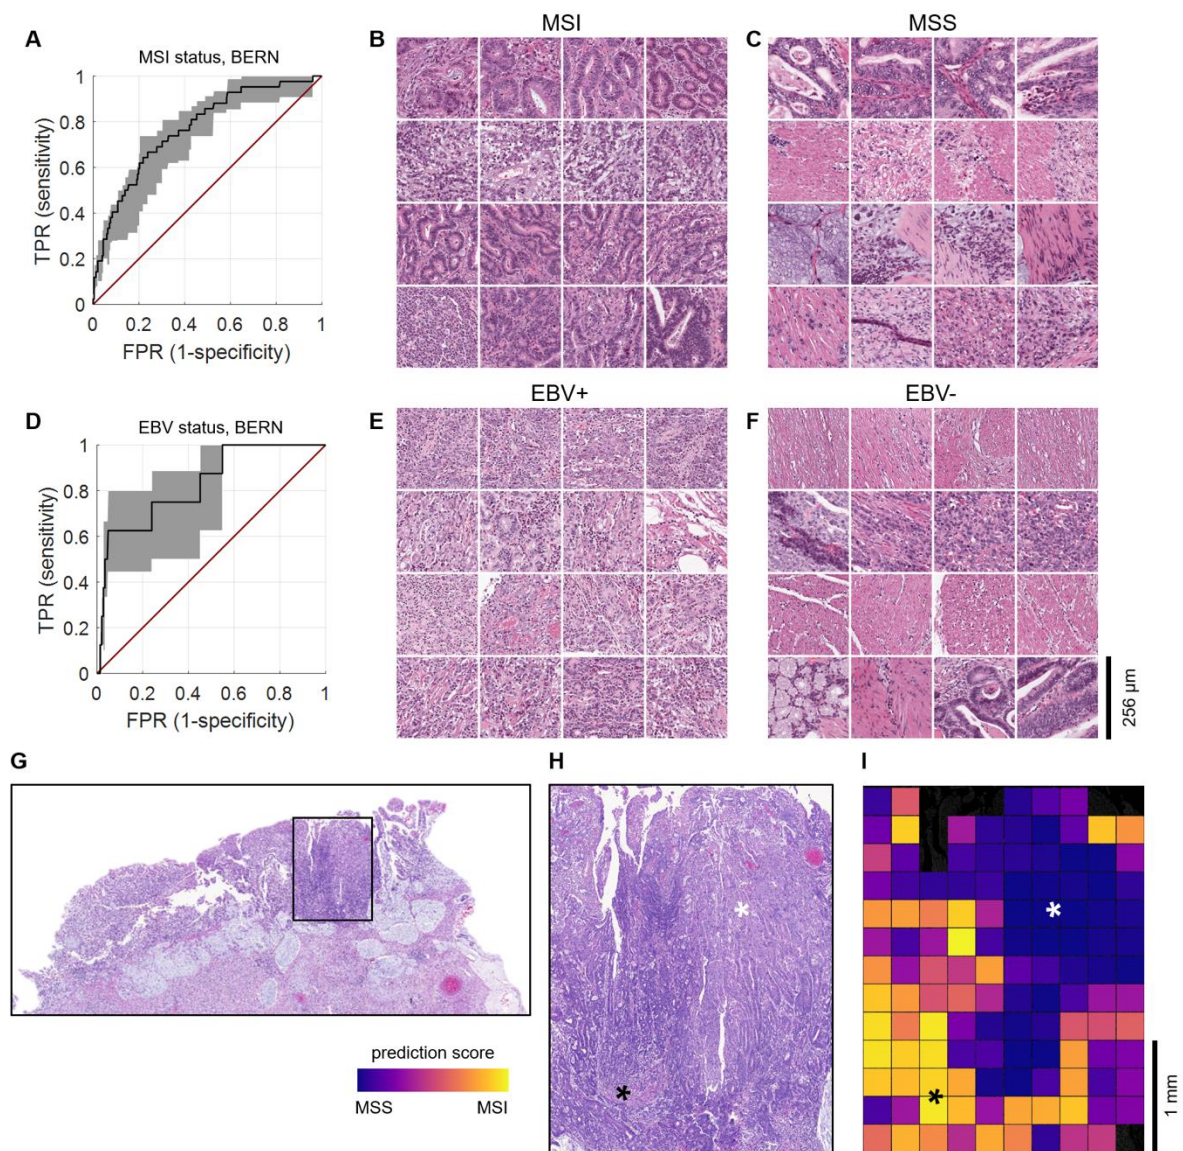 A
MSI status, BERN
1
0.8
0.6
0.4
0.2
0
TPR (sensitivity)
0
0.2
0.4
0.6
0.8
1
FPR (1-specificity)
B
MSI
C
MSS
D
EBV status, BERN
1
0.8
0.6
0.4
0.2
0
TPR (sensitivity)
0
0.2
0.4
0.6
0.8
1
FPR (1-specificity)
E
EBV+
F
EBV-
256 µm
G
prediction score
MSS
MSI
H
*
*
I
*
*
1 mm